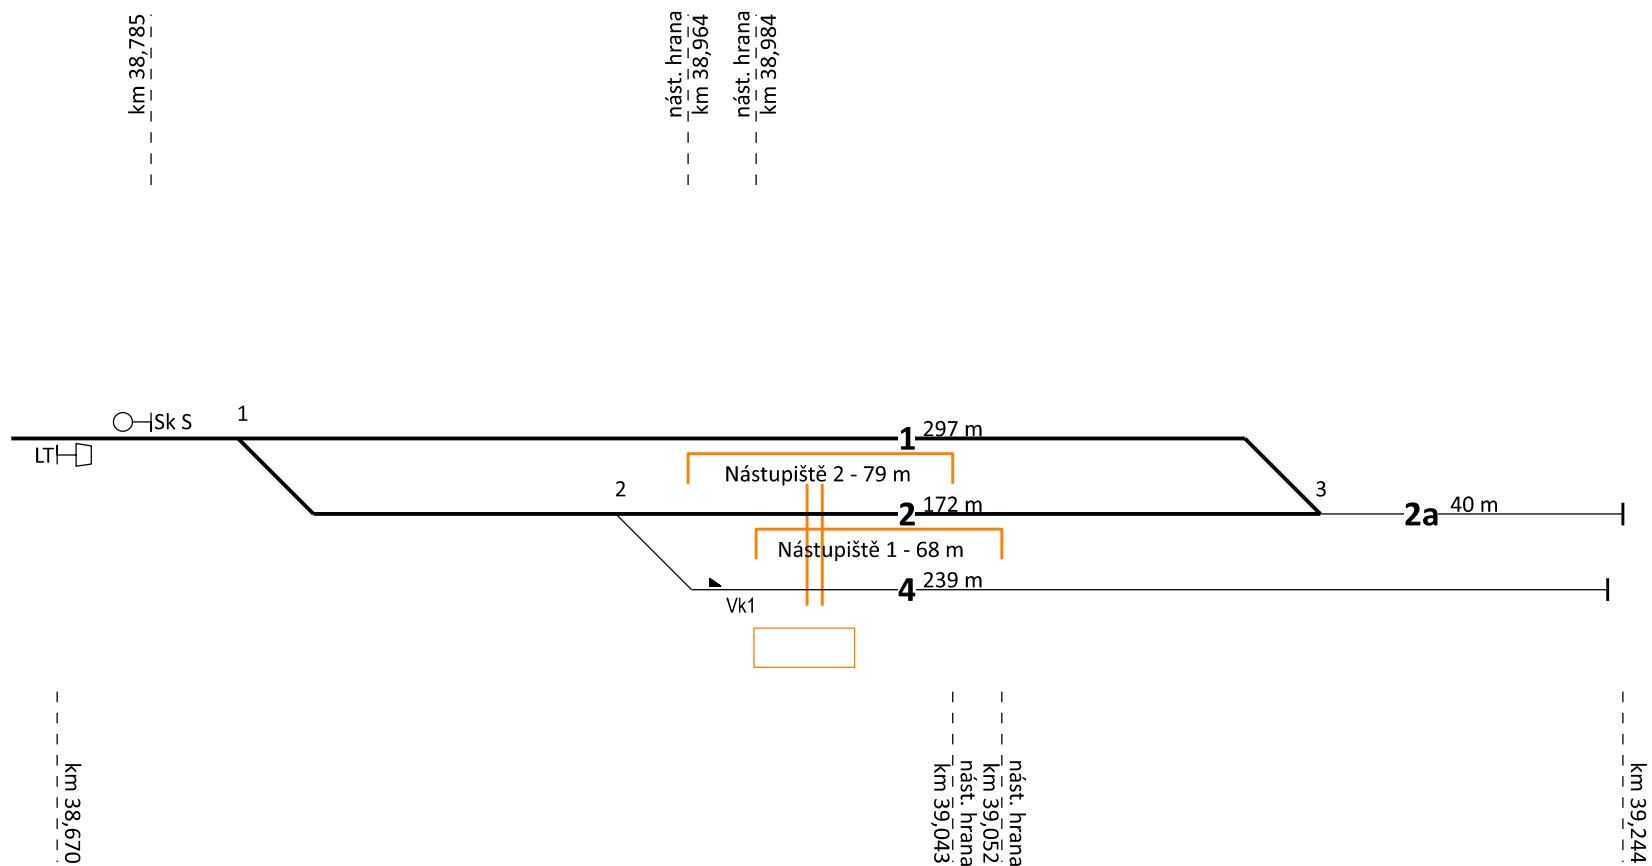 km 38,785
nást. hrana
km 38,964
nást. hrana
km 38,984
Sk S
1
LT
1 297 m
Nástupiště 2 - 79 m
2
3
2 172 m
2a 40 m
Nástupiště 1 - 68 m
4 239 m
Vk1
km 38,670
km 39,043
nást. hrana
km 39,052
nást. hrana
km 39,244